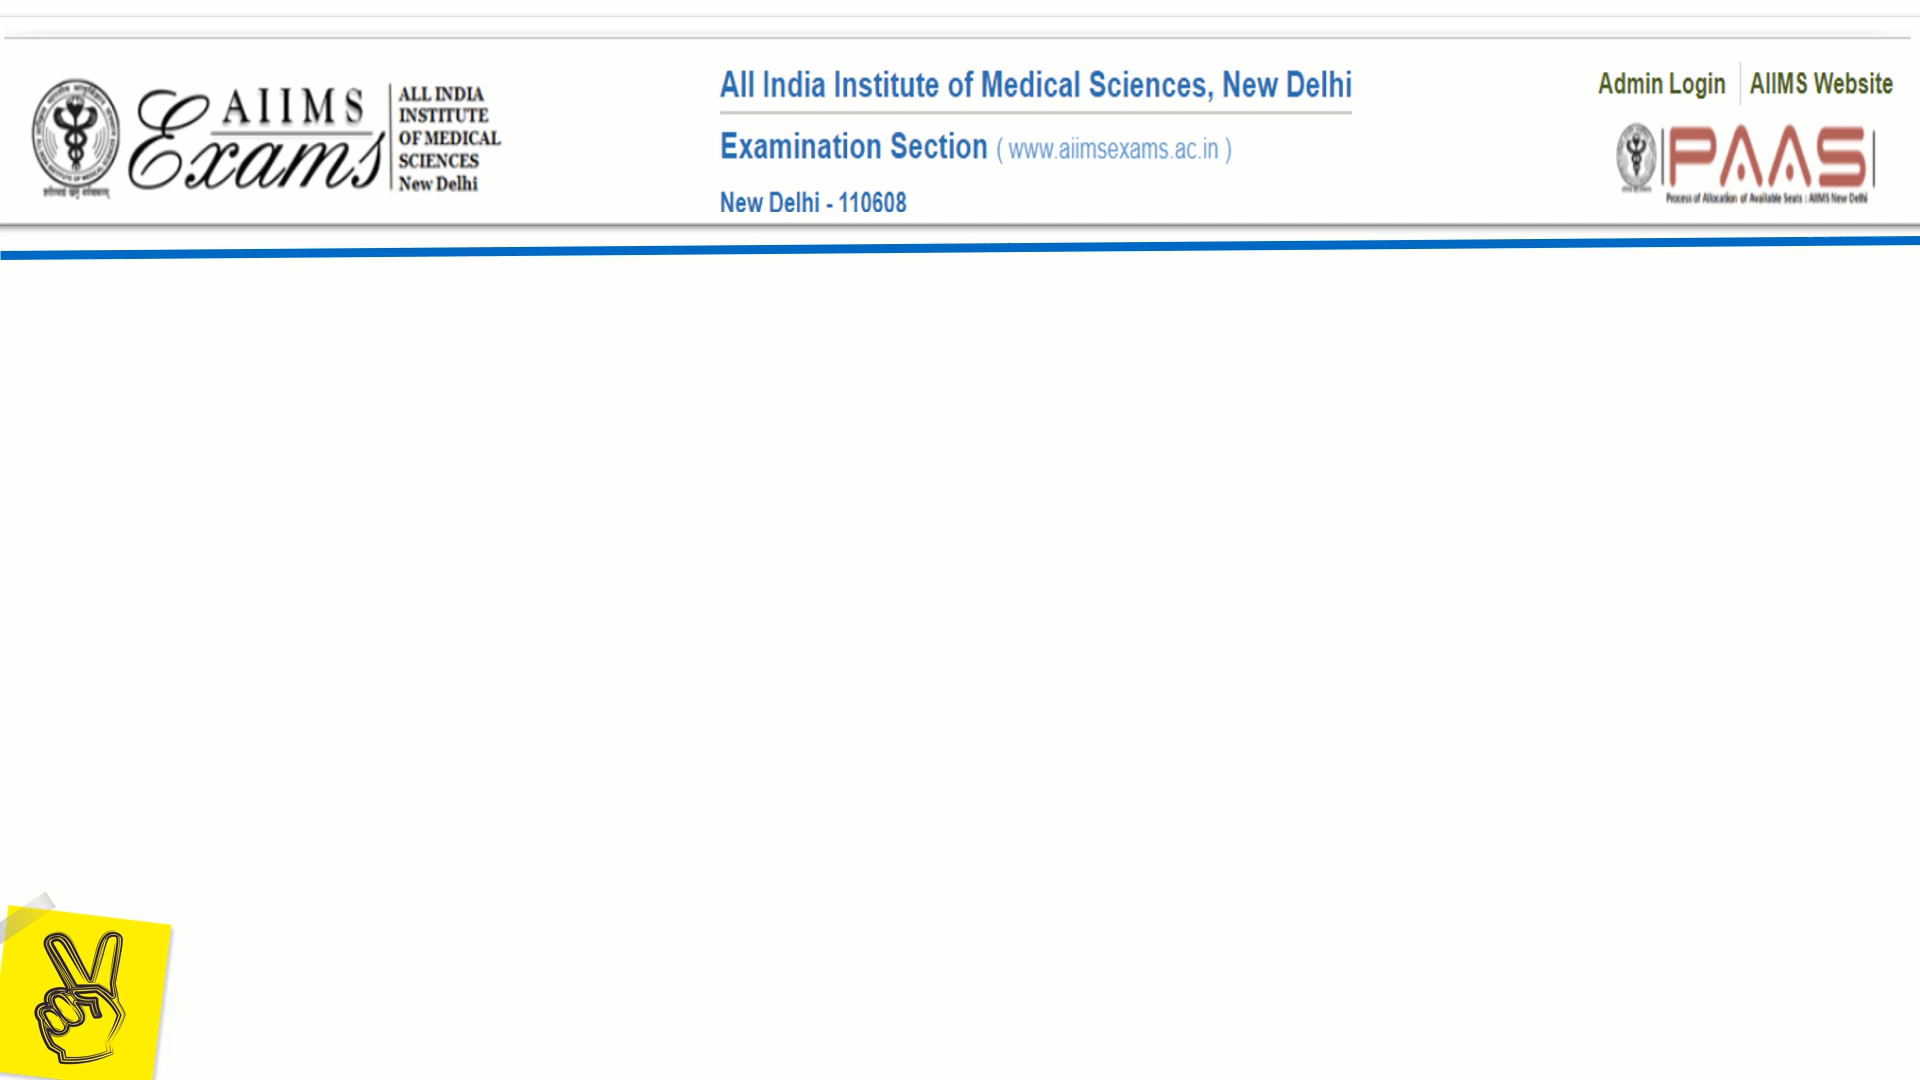 AIIMS
Exams
ALL INDIA
INSTITUTE
OF MEDICAL
SCIENCES
New Delhi
All India Institute of Medical Sciences, New Delhi
Examination Section ( www.aiimsexams.ac.in )
New Delhi - 110608
Admin Login
AIIMS Website
PAAS
Process of Allocation of Available Seats : AIIMS New Delhi